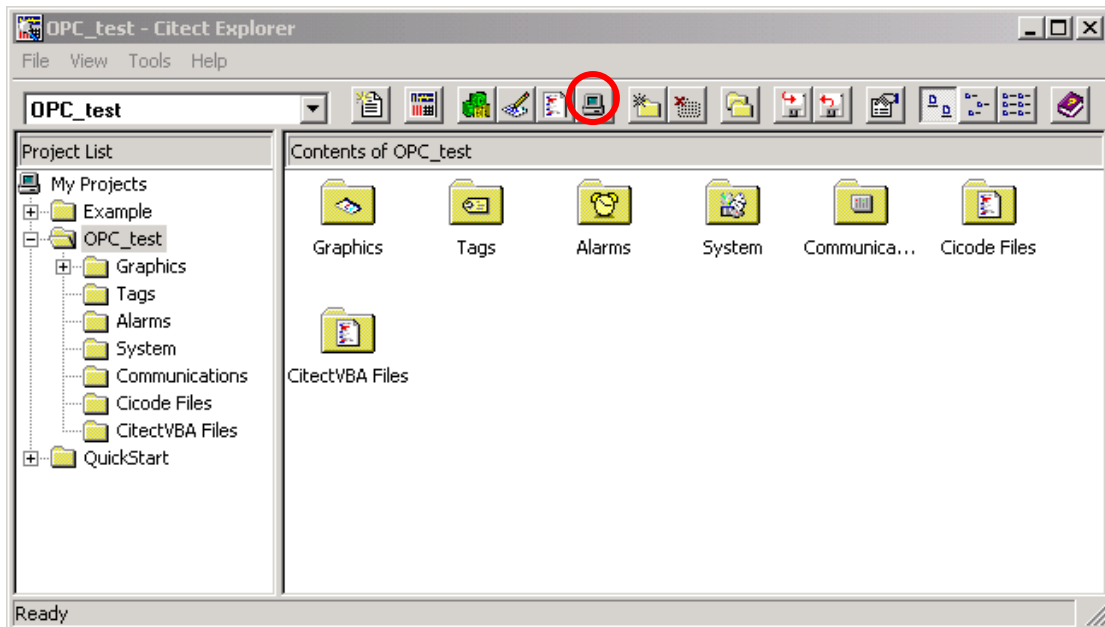 OPC_test - Citect Explorer
File View Tools Help
OPC_test
Project List
Contents of OPC_test
My Projects
Example
OPC_test
Graphics
Tags
Alarms
System
Communications
Cicode Files
CitectVBA Files
QuickStart
Graphics Tags Alarms System Communica... Cicode Files
CitectVBA Files
Ready